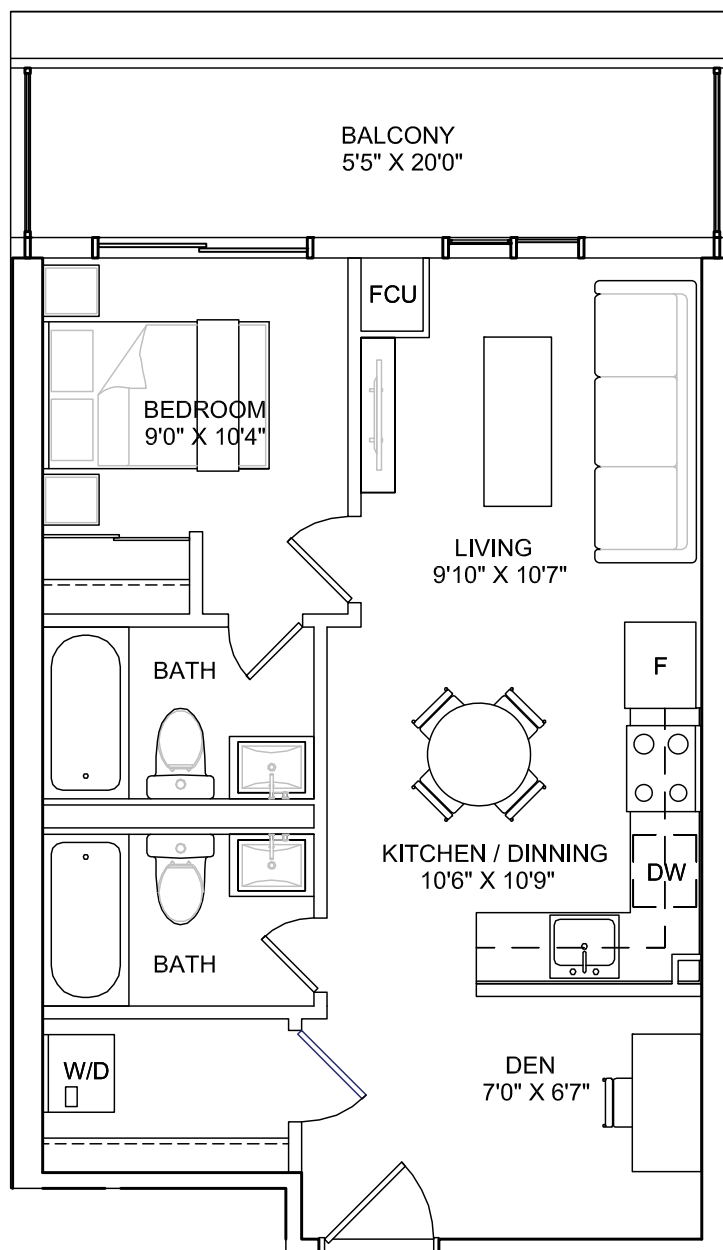 BALCONY
5'5" X 20'0"
FCU
BEDROOM
9'0" X 10'4"
LIVING
9'10" X 10'7"
BATH
F
KITCHEN / DINNING
10'6" X 10'9"
DW
BATH
W/D
DEN
7'0" X 6'7"